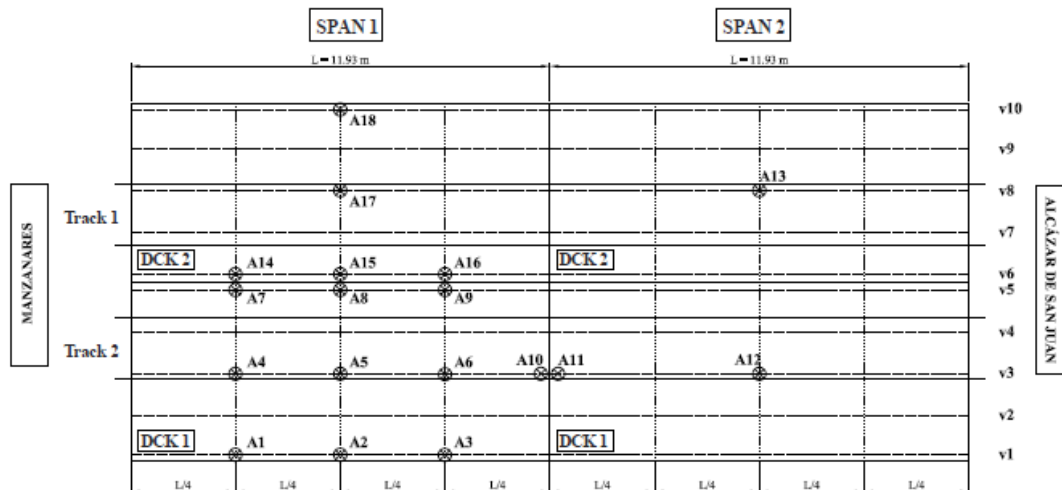 SPAN 1 SPAN 2
L = 11.93 m L = 11.93 m
A18 v10
v9
A13
A17 v8
Track 1
v7
DCK 2 A14 A15 A16 DCK 2 v6
A7 A8 A9 v5
v4
Track 2
A4 A5 A6 A10 A11 A12 v3
v2
DCK 1 A1 A2 A3 DCK 1 v1
L/4 L/4 L/4 L/4 L/4 L/4 L/4 L/4
MANZANARES
ALCÁZAR DE SAN JUAN